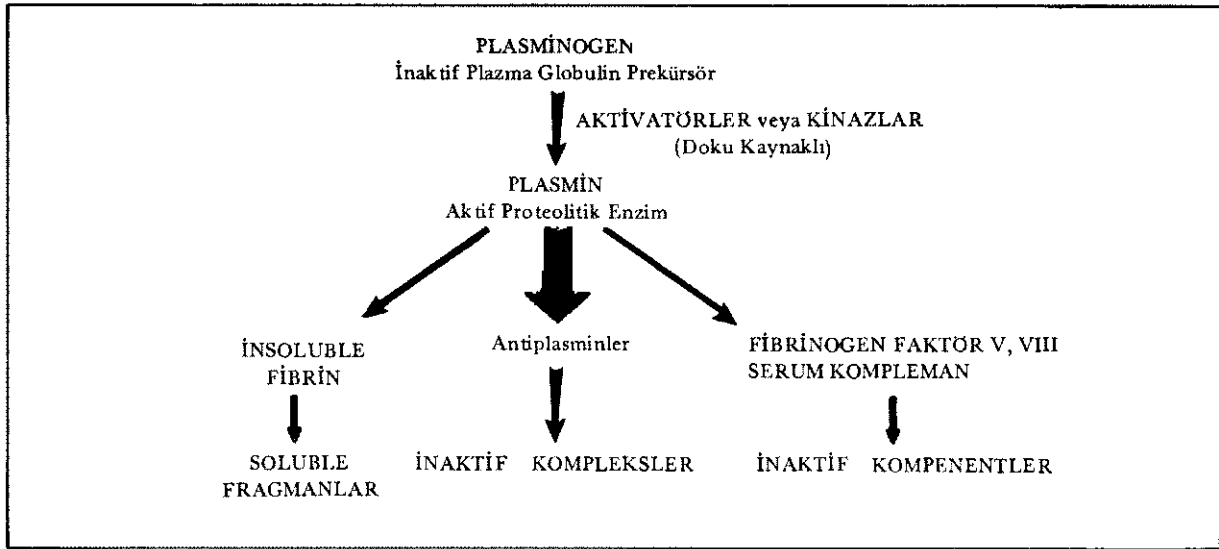 PLASMİNOGEN
İnaktif Plazma Globulin Prekürsör
AKTİVATÖRLER veya KİNAZLAR
(Doku Kaynaklı)
PLASMİN
Aktif Proteolitik Enzim
İNSOLUBLE
FİBRİN
Antiplasminler
FİBRİNOGEN FAKTÖR V, VIII
SERUM KOMPLEMAN
SOLUBLE
FRAGMANLAR
İNAKTİF KOMPLEKSLER
İNAKTİF KOMPENENTLER